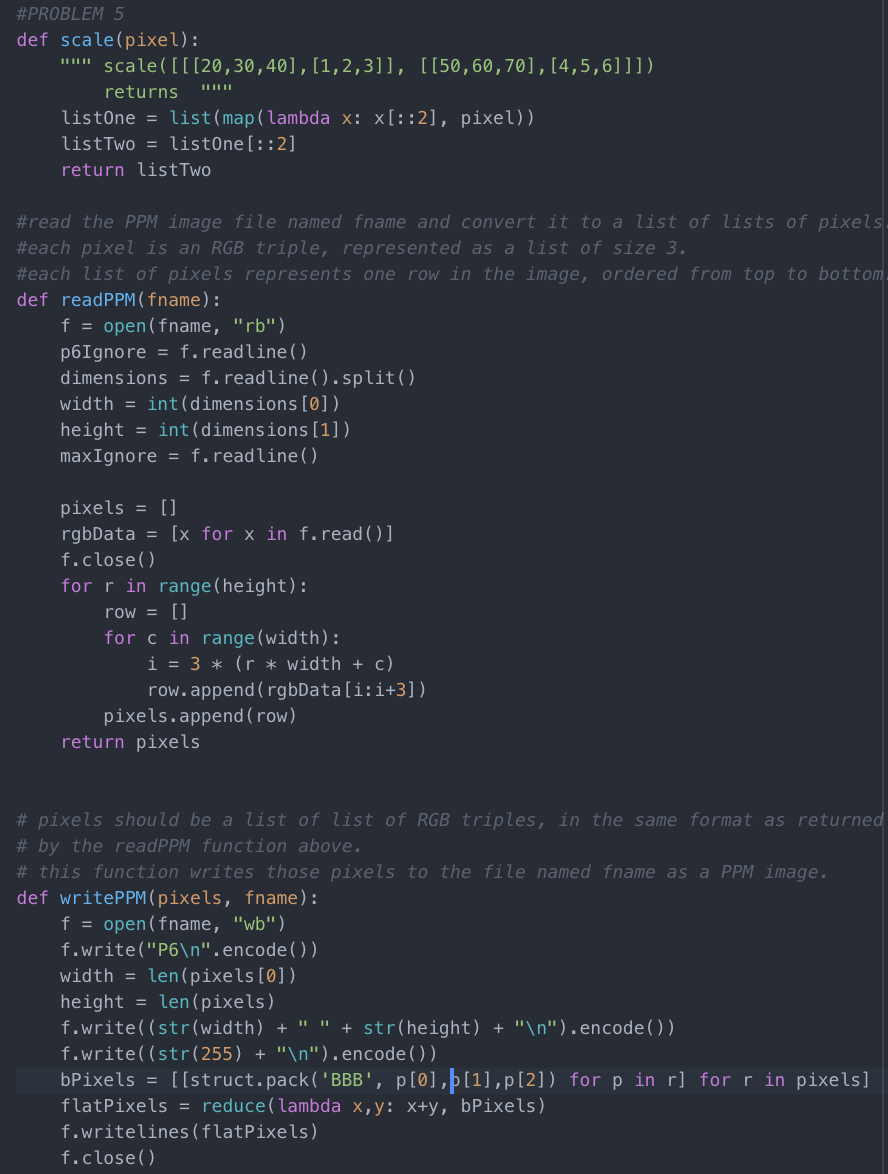 #PROBLEM 5
def scale(pixel):
    """ scale([[[20,30,40],[1,2,3]], [[50,60,70],[4,5,6]]])
        returns  """
    listOne = list(map(lambda x: x[::2], pixel))
    listTwo = listOne[::2]
    return listTwo

#read the PPM image file named fname and convert it to a list of lists of pixels.
#each pixel is an RGB triple, represented as a list of size 3.
#each list of pixels represents one row in the image, ordered from top to bottom.
def readPPM(fname):
    f = open(fname, "rb")
    p6Ignore = f.readline()
    dimensions = f.readline().split()
    width = int(dimensions[0])
    height = int(dimensions[1])
    maxIgnore = f.readline()

    pixels = []
    rgbData = [x for x in f.read()]
    f.close()
    for r in range(height):
        row = []
        for c in range(width):
            i = 3 * (r * width + c)
            row.append(rgbData[i:i+3])
        pixels.append(row)
    return pixels


# pixels should be a list of list of RGB triples, in the same format as returned
# by the readPPM function above.
# this function writes those pixels to the file named fname as a PPM image.
def writePPM(pixels, fname):
    f = open(fname, "wb")
    f.write("P6\n".encode())
    width = len(pixels[0])
    height = len(pixels)
    f.write((str(width) + " " + str(height) + "\n").encode())
    f.write((str(255) + "\n").encode())
    bPixels = [[struct.pack('BBB', p[0],p[1],p[2]) for p in r] for r in pixels]
    flatPixels = reduce(lambda x,y: x+y, bPixels)
    f.writelines(flatPixels)
    f.close()